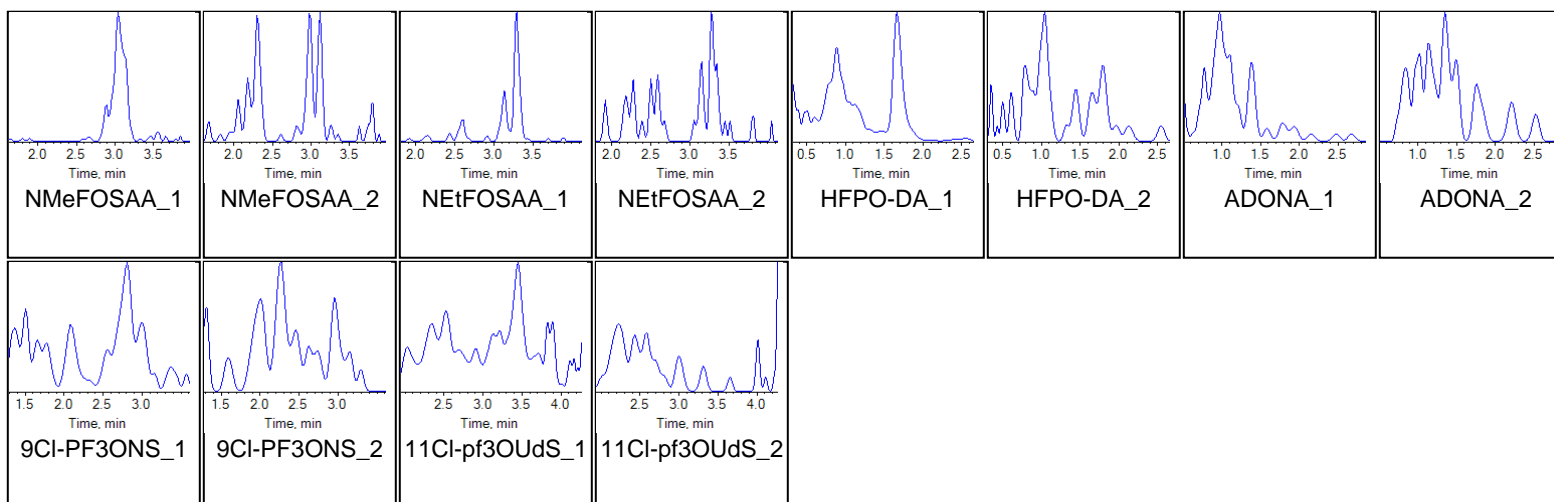 2.0 2.5 3.0 3.5
Time, min
NMeFOSAA_1
2.0 2.5 3.0 3.5
Time, min
NMeFOSAA_2
2.0 2.5 3.0 3.5
Time, min
NEtFOSAA_1
2.0 2.5 3.0 3.5
Time, min
NEtFOSAA_2
0.5 1.0 1.5 2.0 2.5
Time, min
HFPO-DA_1
0.5 1.0 1.5 2.0 2.5
Time, min
HFPO-DA_2
1.0 1.5 2.0 2.5
Time, min
ADONA_1
1.0 1.5 2.0 2.5
Time, min
ADONA_2
1.5 2.0 2.5 3.0
Time, min
9Cl-PF3ONS_1
1.5 2.0 2.5 3.0
Time, min
9Cl-PF3ONS_2
2.5 3.0 3.5 4.0
Time, min
11Cl-pf3OUdS_1
2.5 3.0 3.5 4.0
Time, min
11Cl-pf3OUdS_2